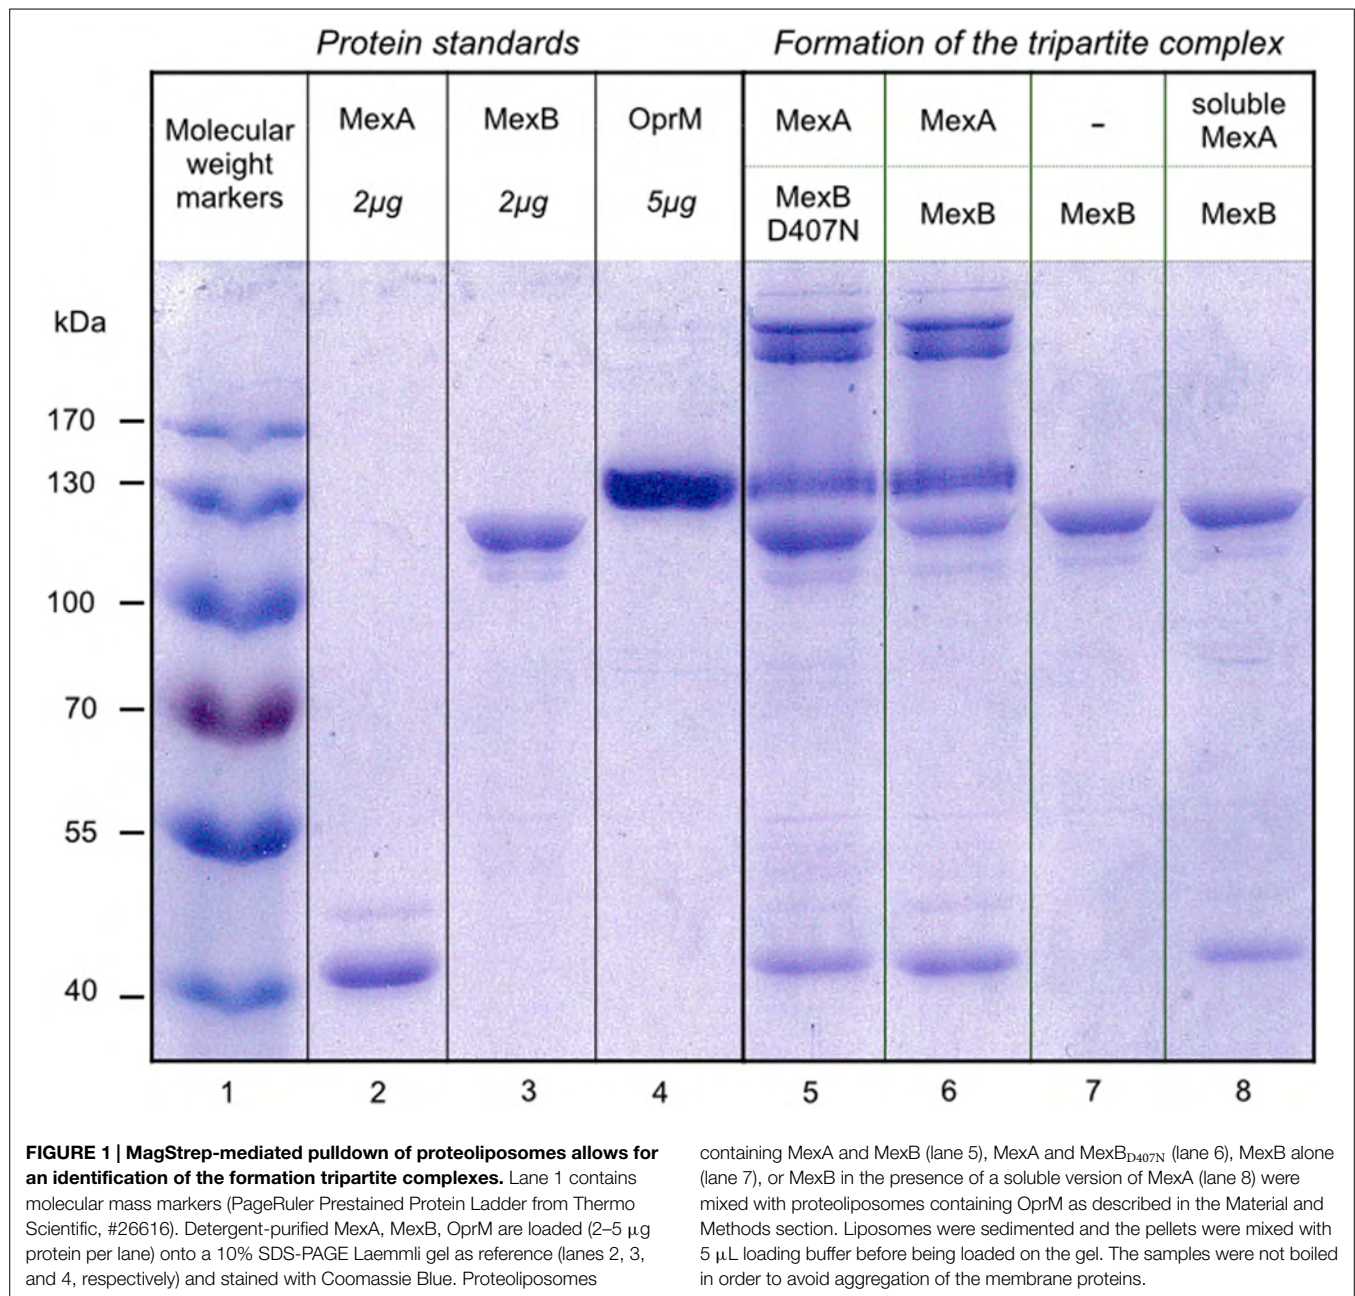 Protein standards
Formation of the tripartite complex
Molecular
weight
markers
MexA
2µg
MexB
2µg
OprM
5µg
MexA
MexB
D407N
MexA
MexB
–
MexB
soluble
MexA
MexB
kDa
170
130
100
70
55
40
1 2 3 4 5 6 7 8
FIGURE 1 | MagStrep-mediated pulldown of proteoliposomes allows for
an identification of the formation tripartite complexes. Lane 1 contains
molecular mass markers (PageRuler Prestained Protein Ladder from Thermo
Scientific, #26616). Detergent-purified MexA, MexB, OprM are loaded (2–5 µg
protein per lane) onto a 10% SDS-PAGE Laemmli gel as reference (lanes 2, 3,
and 4, respectively) and stained with Coomassie Blue. Proteoliposomes
containing MexA and MexB (lane 5), MexA and MexBD407N (lane 6), MexB alone
(lane 7), or MexB in the presence of a soluble version of MexA (lane 8) were
mixed with proteoliposomes containing OprM as described in the Material and
Methods section. Liposomes were sedimented and the pellets were mixed with
5 µL loading buffer before being loaded on the gel. The samples were not boiled
in order to avoid aggregation of the membrane proteins.